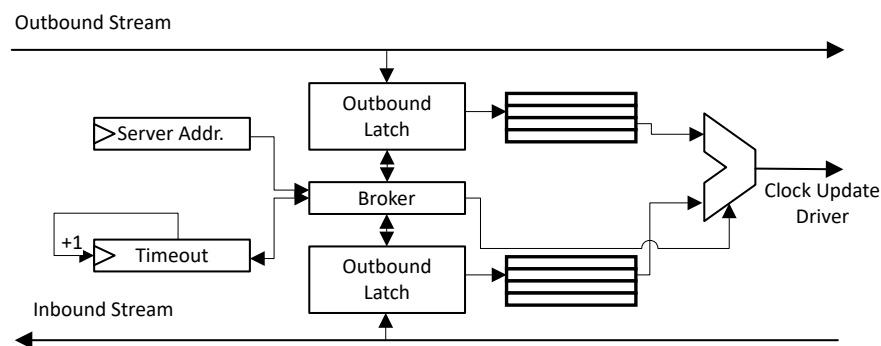 Outbound Stream
Outbound
Latch
Server Addr.
Broker
Clock Update
Driver
+1
Timeout
Outbound
Latch
Inbound Stream